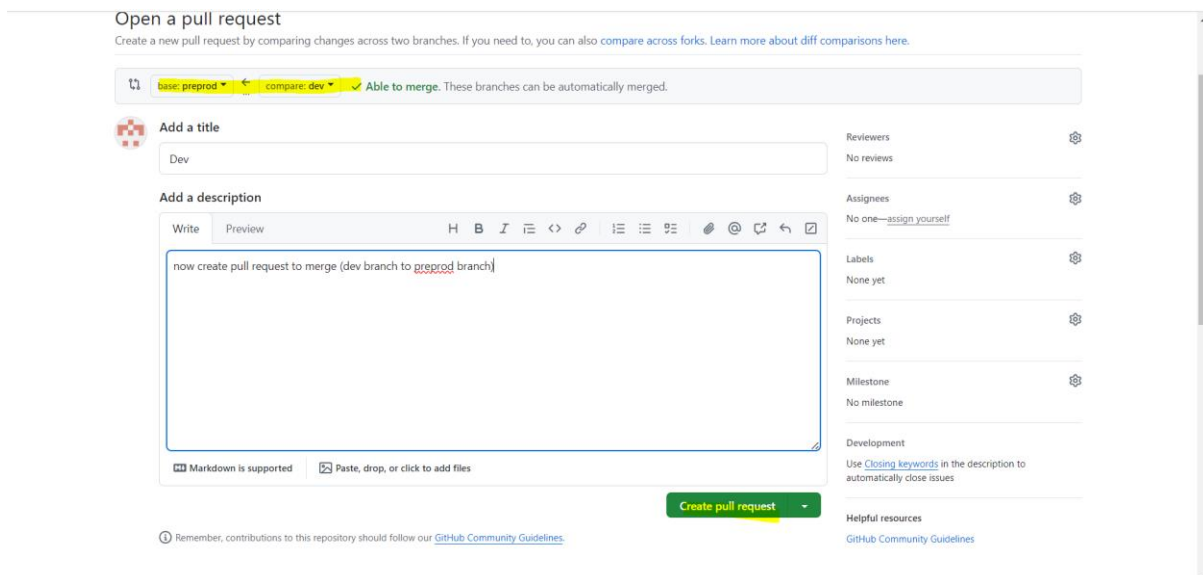 Open a pull request
Create a new pull request by comparing changes across two branches. If you need to, you can also compare across forks. Learn more about diff comparisons here.
base: preprod
compare: dev
Able to merge. These branches can be automatically merged.
Add a title
Dev
Add a description
Write
Preview
now create pull request to merge (dev branch to preprod branch)
Markdown is supported
Paste, drop, or click to add files
Create pull request
Remember, contributions to this repository should follow our GitHub Community Guidelines.
Reviewers
No reviews
Assignees
No one—assign yourself
Labels
None yet
Projects
None yet
Milestone
No milestone
Development
Use Closing keywords in the description to
automatically close issues
Helpful resources
GitHub Community Guidelines